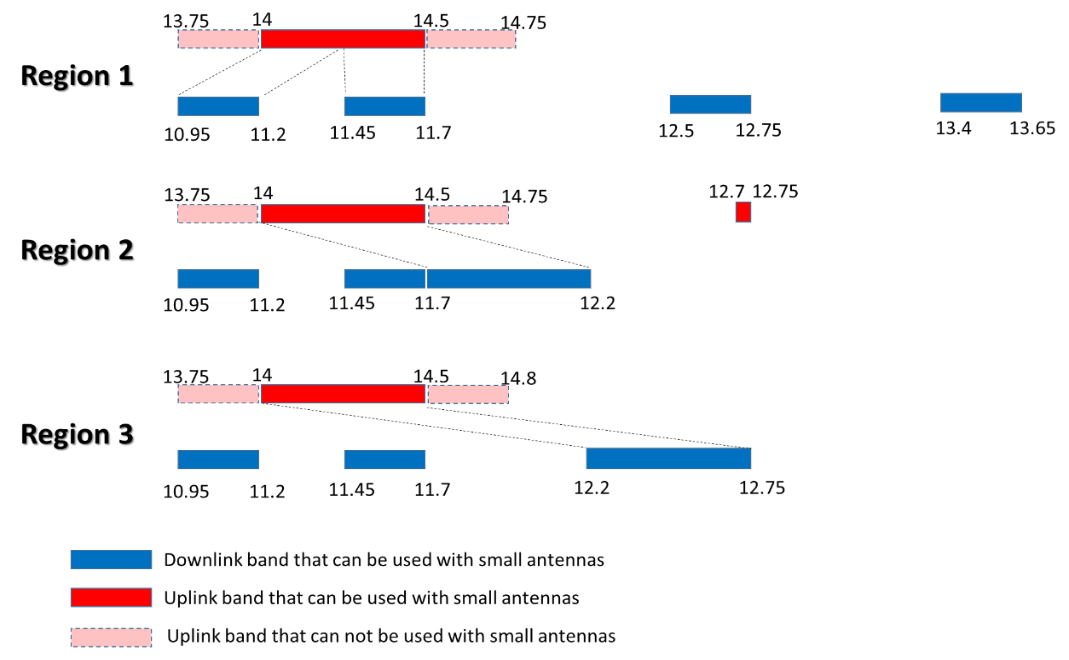 13.75 14 14.5 14.75
Region 1
10.95 11.2 11.45 11.7 12.5 12.75 13.4 13.65
13.75 14 14.5 14.75 12.7 12.75
Region 2
10.95 11.2 11.45 11.7 12.2
13.75 14 14.5 14.8
Region 3
10.95 11.2 11.45 11.7 12.2 12.75
Downlink band that can be used with small antennas
Uplink band that can be used with small antennas
Uplink band that can not be used with small antennas